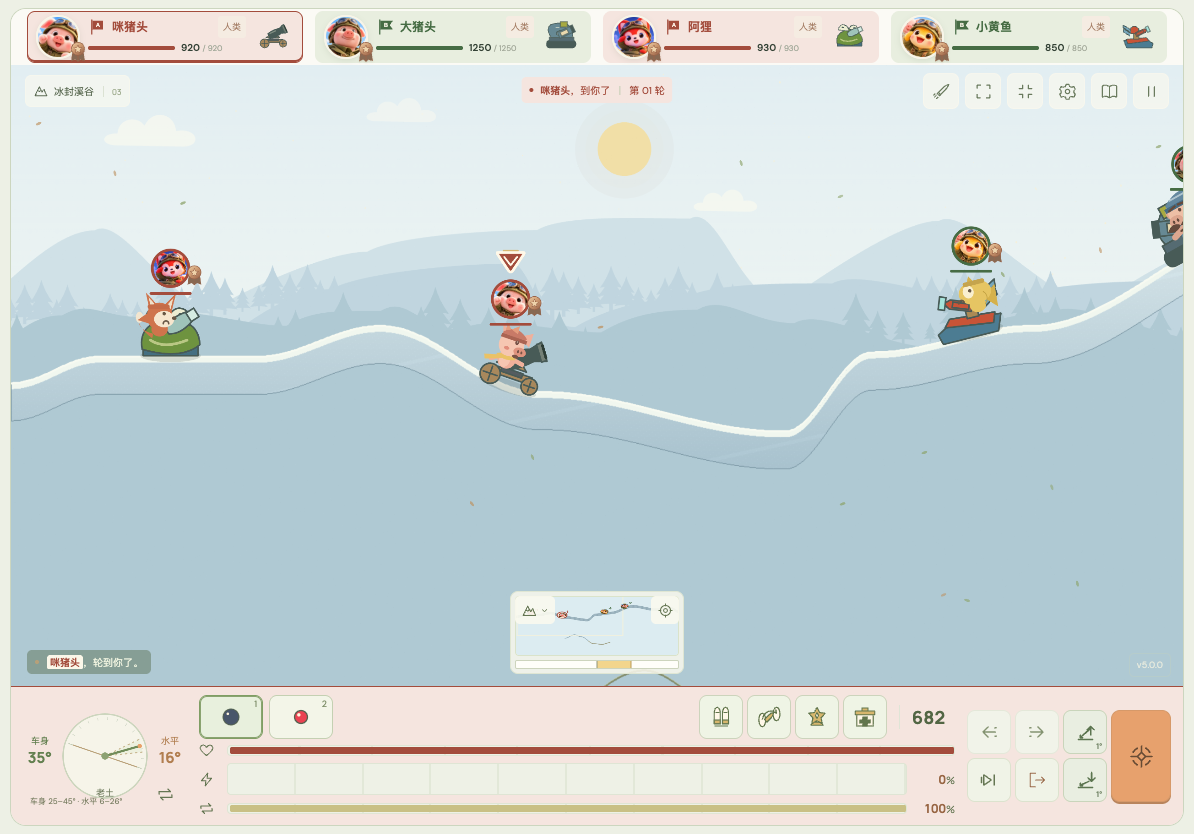 咪猪头
人类
920 / 920
大猪头
人类
1250 / 1250
阿狸
人类
930 / 930
小黄鱼
人类
850 / 850
冰封溪谷 03
咪猪头，到你了 | 第 01 轮
咪猪头，轮到你了。
v5.0.0
车身
35°
水平
16°
老土
车身 25–45° · 水平 6–26°
1
2
682
0%
100%
1°
1°